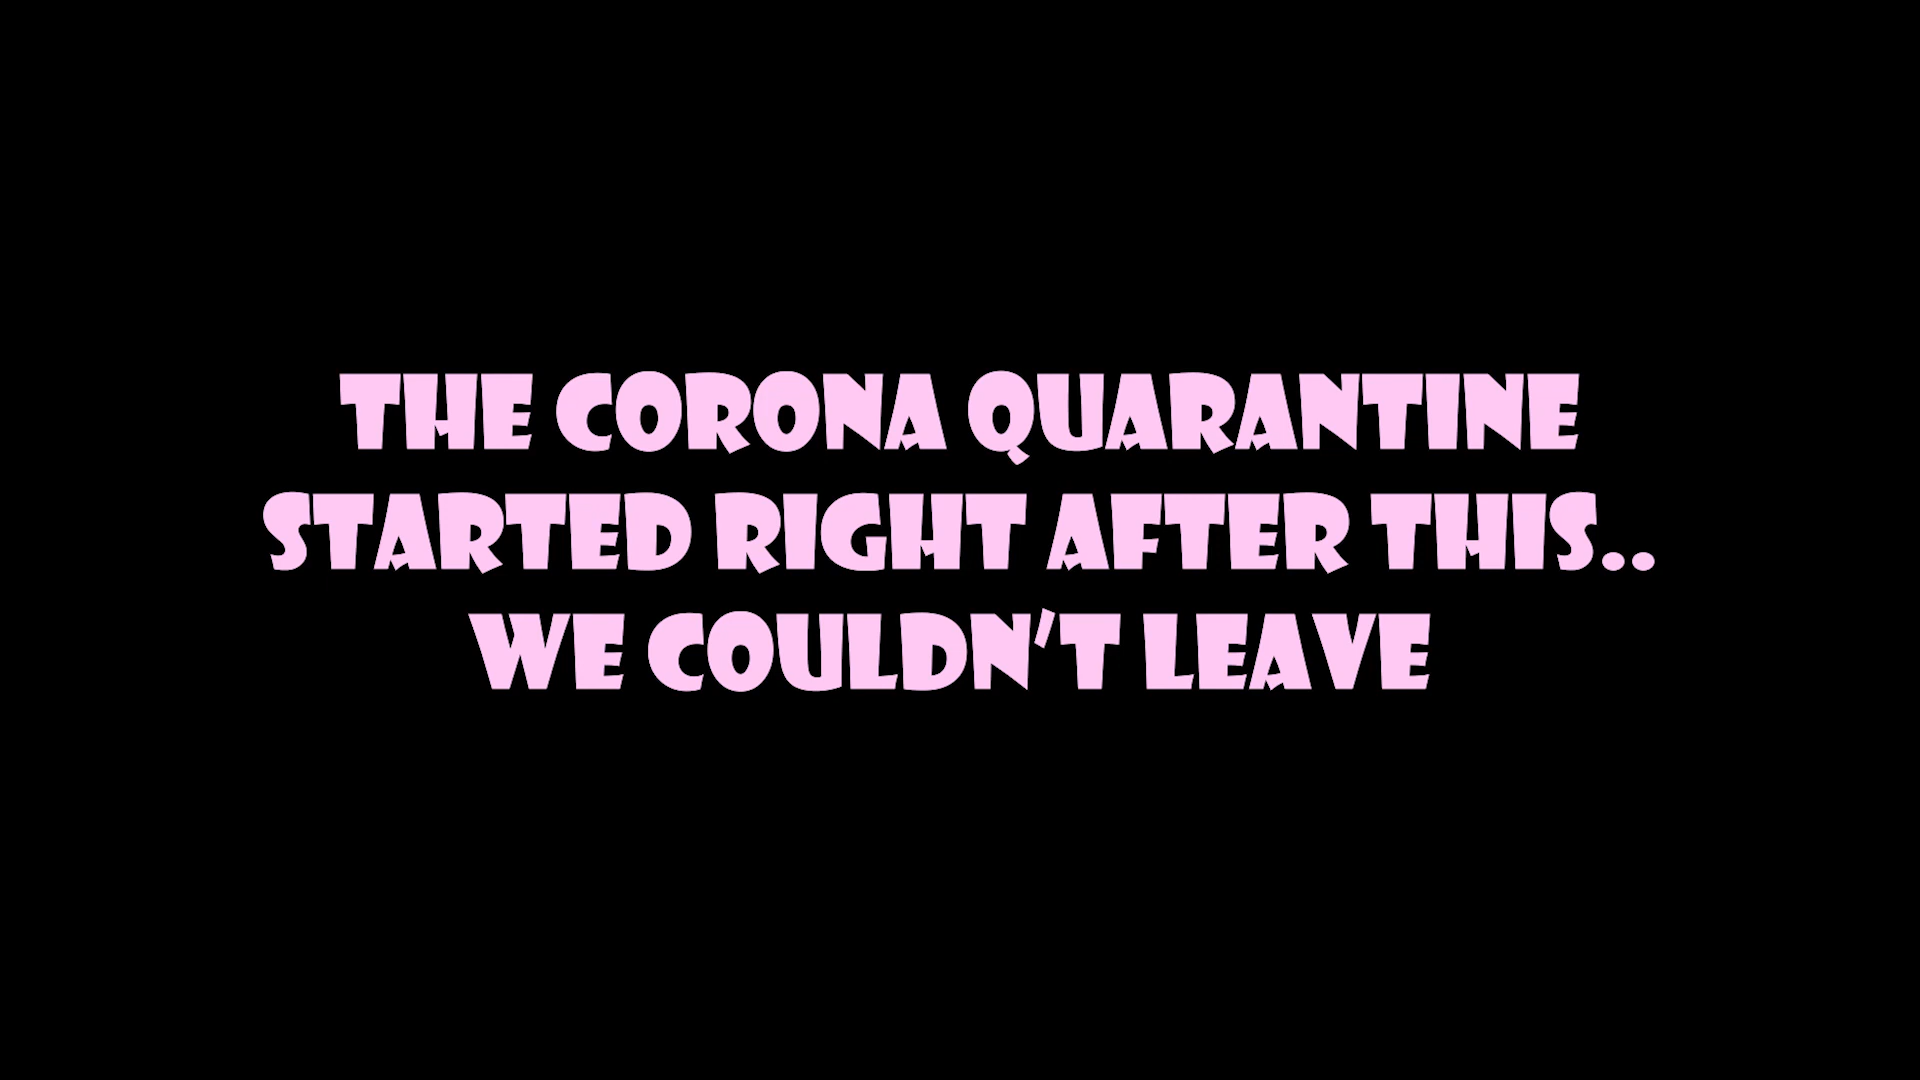 THE CORONA QUARANTINE
STARTED RIGHT AFTER THIS..
WE COULDN'T LEAVE